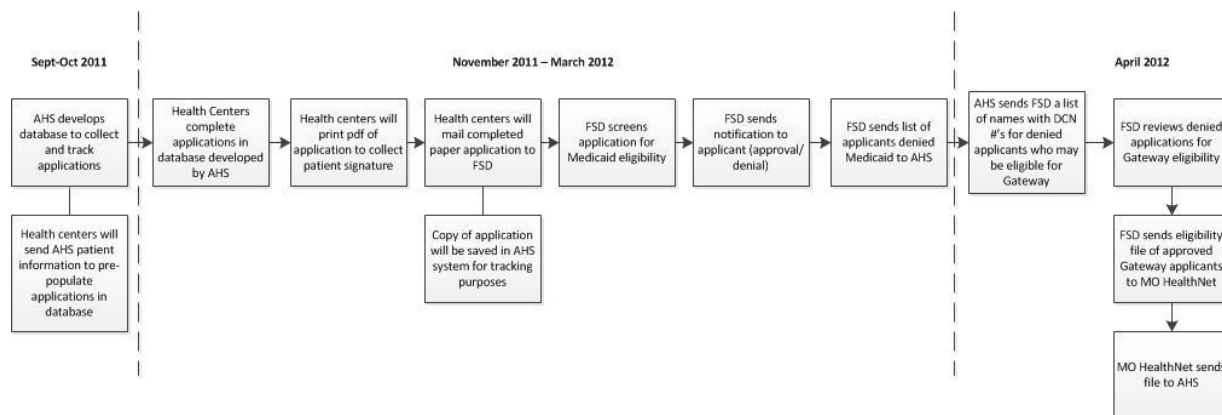 Sept-Oct 2011
November 2011 – March 2012
April 2012
AHS develops
database to collect
and track
applications
Health centers will
send AHS patient
information to pre-
populate
applications in
database
Health Centers
complete
applications in
database developed
by AHS
Health centers will
print pdf of
application to collect
patient signature
Health centers will
mail completed
paper application to
FSD
Copy of application
will be saved in AHS
system for tracking
purposes
FSD screens
application for
Medicaid eligibility
FSD sends
notification to
applicant (approval/
denial)
FSD sends list of
applicants denied
Medicaid to AHS
AHS sends FSD a list
of names with DCN
#'s for denied
applicants who may
be eligible for
Gateway
FSD reviews denied
applications for
Gateway eligibility
FSD sends eligibility
file of approved
Gateway applicants
to MO HealthNet
MO HealthNet sends
file to AHS